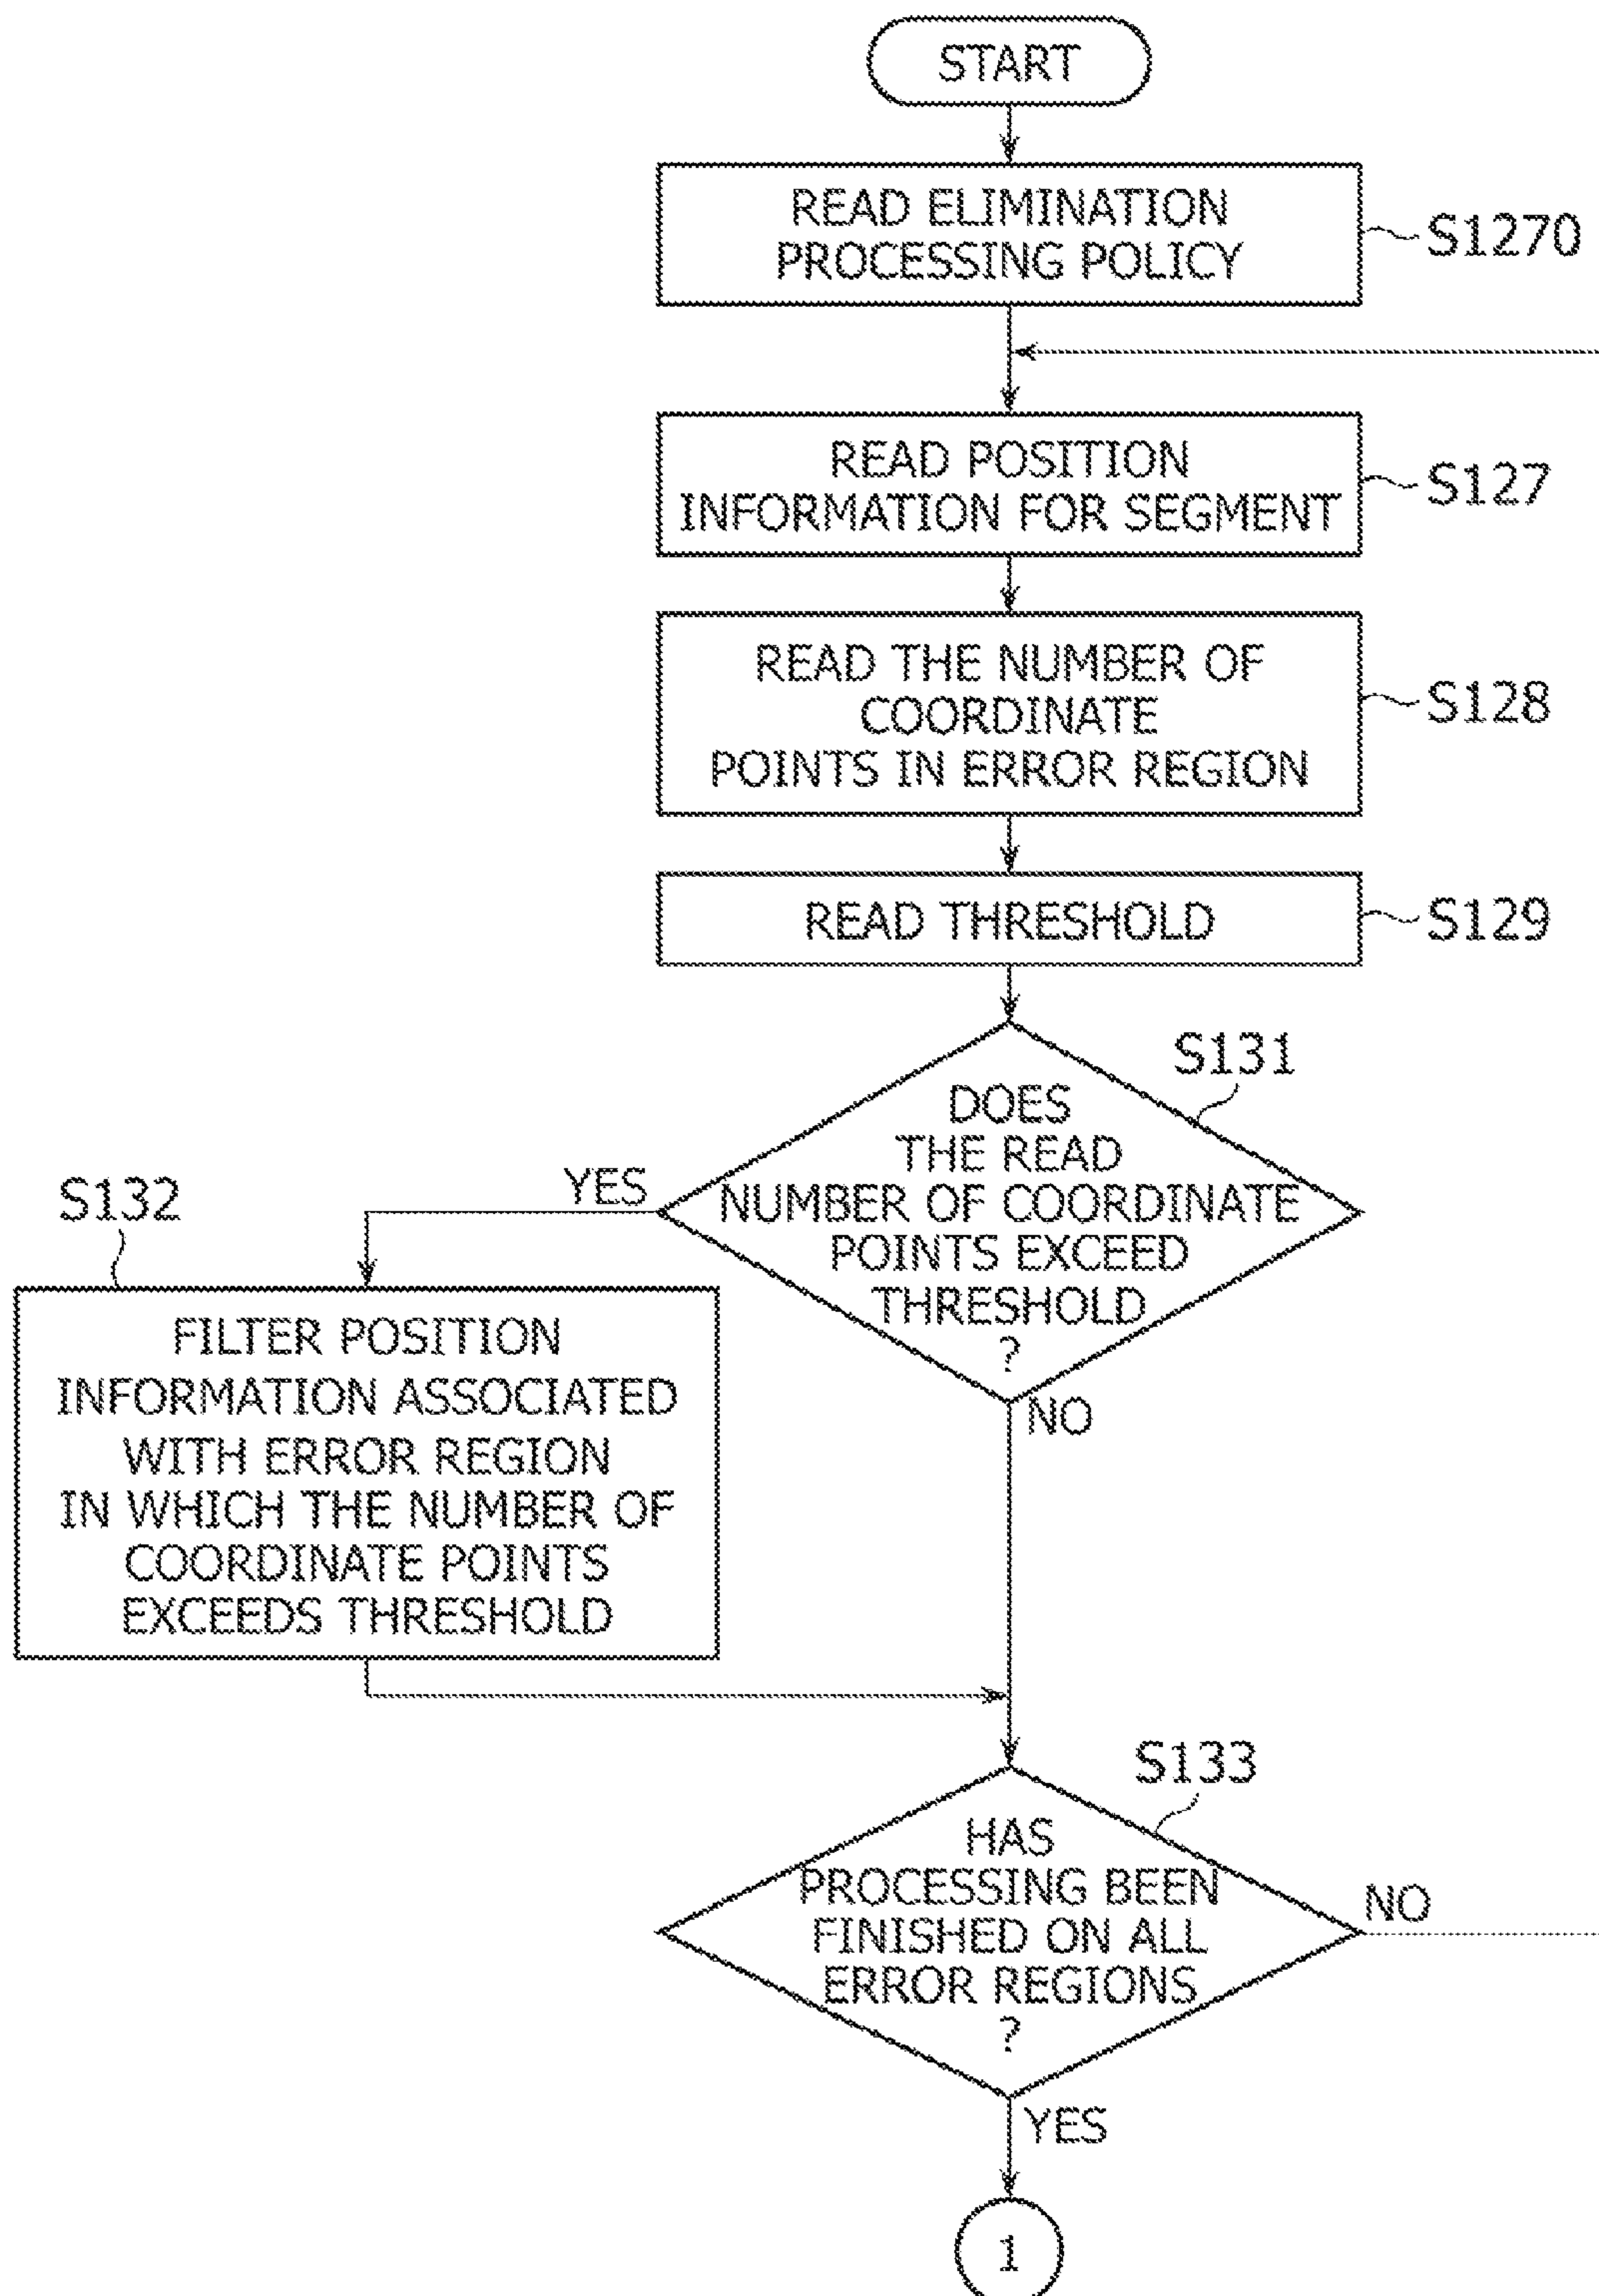 START
READ ELIMINATION
PROCESSING POLICY
S1270
READ POSITION
INFORMATION FOR SEGMENT
S127
READ THE NUMBER OF
COORDINATE
POINTS IN ERROR REGION
S128
READ THRESHOLD
S129
S131
DOES
THE READ
NUMBER OF COORDINATE
POINTS EXCEED
THRESHOLD
?
YES
NO
S132
FILTER POSITION
INFORMATION ASSOCIATED
WITH ERROR REGION
IN WHICH THE NUMBER OF
COORDINATE POINTS
EXCEEDS THRESHOLD
S133
HAS
PROCESSING BEEN
FINISHED ON ALL
ERROR REGIONS
?
NO
YES
1